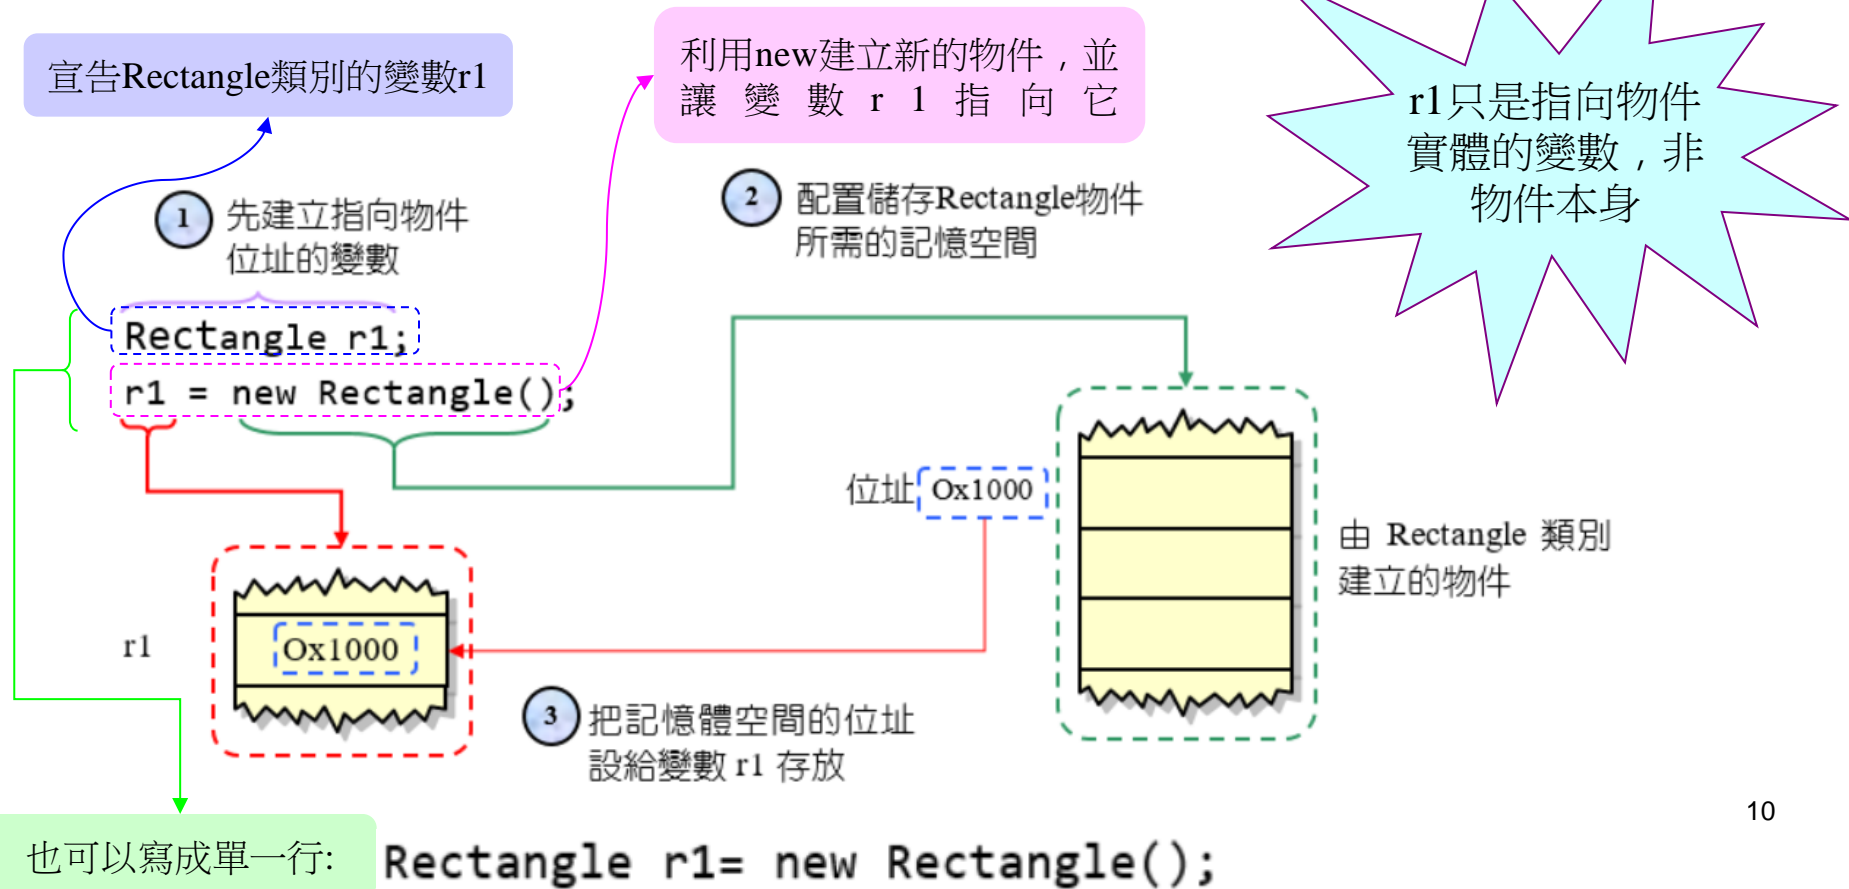 宣告Rectangle類別的變數r1
利用new建立新的物件，並
讓變數r1指向它
r1只是指向物件
實體的變數，非
物件本身
1 先建立指向物件
位址的變數
2 配置儲存Rectangle物件
所需的記憶空間
Rectangle r1;
r1 = new Rectangle();
位址 Ox1000
由 Rectangle 類別
建立的物件
r1
Ox1000
3 把記憶體空間的位址
設給變數 r1 存放
10
也可以寫成單一行:
Rectangle r1= new Rectangle();